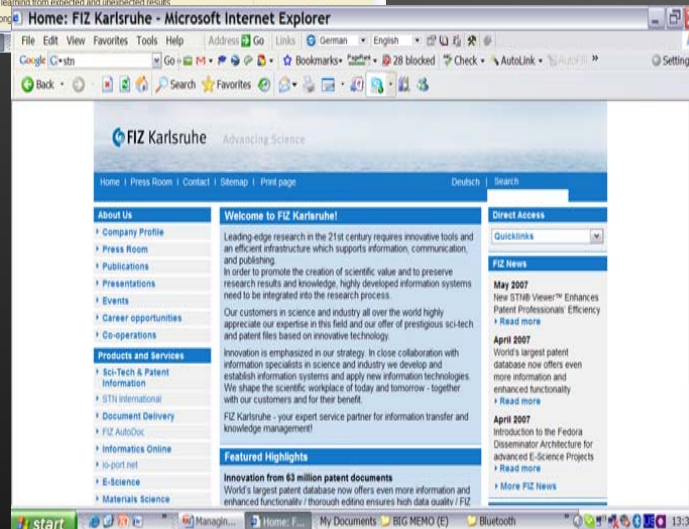 learning from expected and unexpected results
Home: FIZ Karlsruhe - Microsoft Internet Explorer
File Edit View Favorites Tools Help Address Go Links German English
Google G stn Go Bookmarks 28 blocked Check AutoLink AutoFill » Setting
Back Search Favorites
FIZ Karlsruhe Advancing Science
Home | Press Room | Contact | Sitemap | Print page Deutsch | Search
About Us
Company Profile
Press Room
Publications
Presentations
Events
Career opportunities
Co-operations
Products and Services
Sci-Tech & Patent
Information
STN International
Document Delivery
FIZ AutoDoc
Informatics Online
io-port.net
E-Science
Materials Science
Welcome to FIZ Karlsruhe!
Leading-edge research in the 21st century requires innovative tools and
an efficient infrastructure which supports information, communication,
and publishing.
In order to promote the creation of scientific value and to preserve
research results and knowledge, highly developed information systems
need to be integrated into the research process.
Our customers in science and industry all over the world highly
appreciate our expertise in this field and our offer of prestigious sci-tech
and patent files based on innovative technology.
Innovation is emphasized in our strategy. In close collaboration with
information specialists in science and industry we develop and
establish information systems and apply new information technologies.
We shape the scientific workplace of today and tomorrow - together
with our customers and for their benefit.
FIZ Karlsruhe - your expert service partner for information transfer and
knowledge management!
Featured Highlights
Innovation from 63 million patent documents
World's largest patent database now offers even more information and
enhanced functionality / thorough editing ensures high data quality / FIZ
Direct Access
Quicklinks
FIZ News
May 2007
New STN® Viewer™ Enhances
Patent Professionals' Efficiency
Read more
April 2007
World's largest patent
database now offers even
more information and
enhanced functionality
Read more
April 2007
Introduction to the Fedora
Disseminator Architecture for
advanced E-Science Projects
Read more
More FIZ News
start Managin... Home: F... My Documents BIG MEMO (E) Bluetooth 13:3